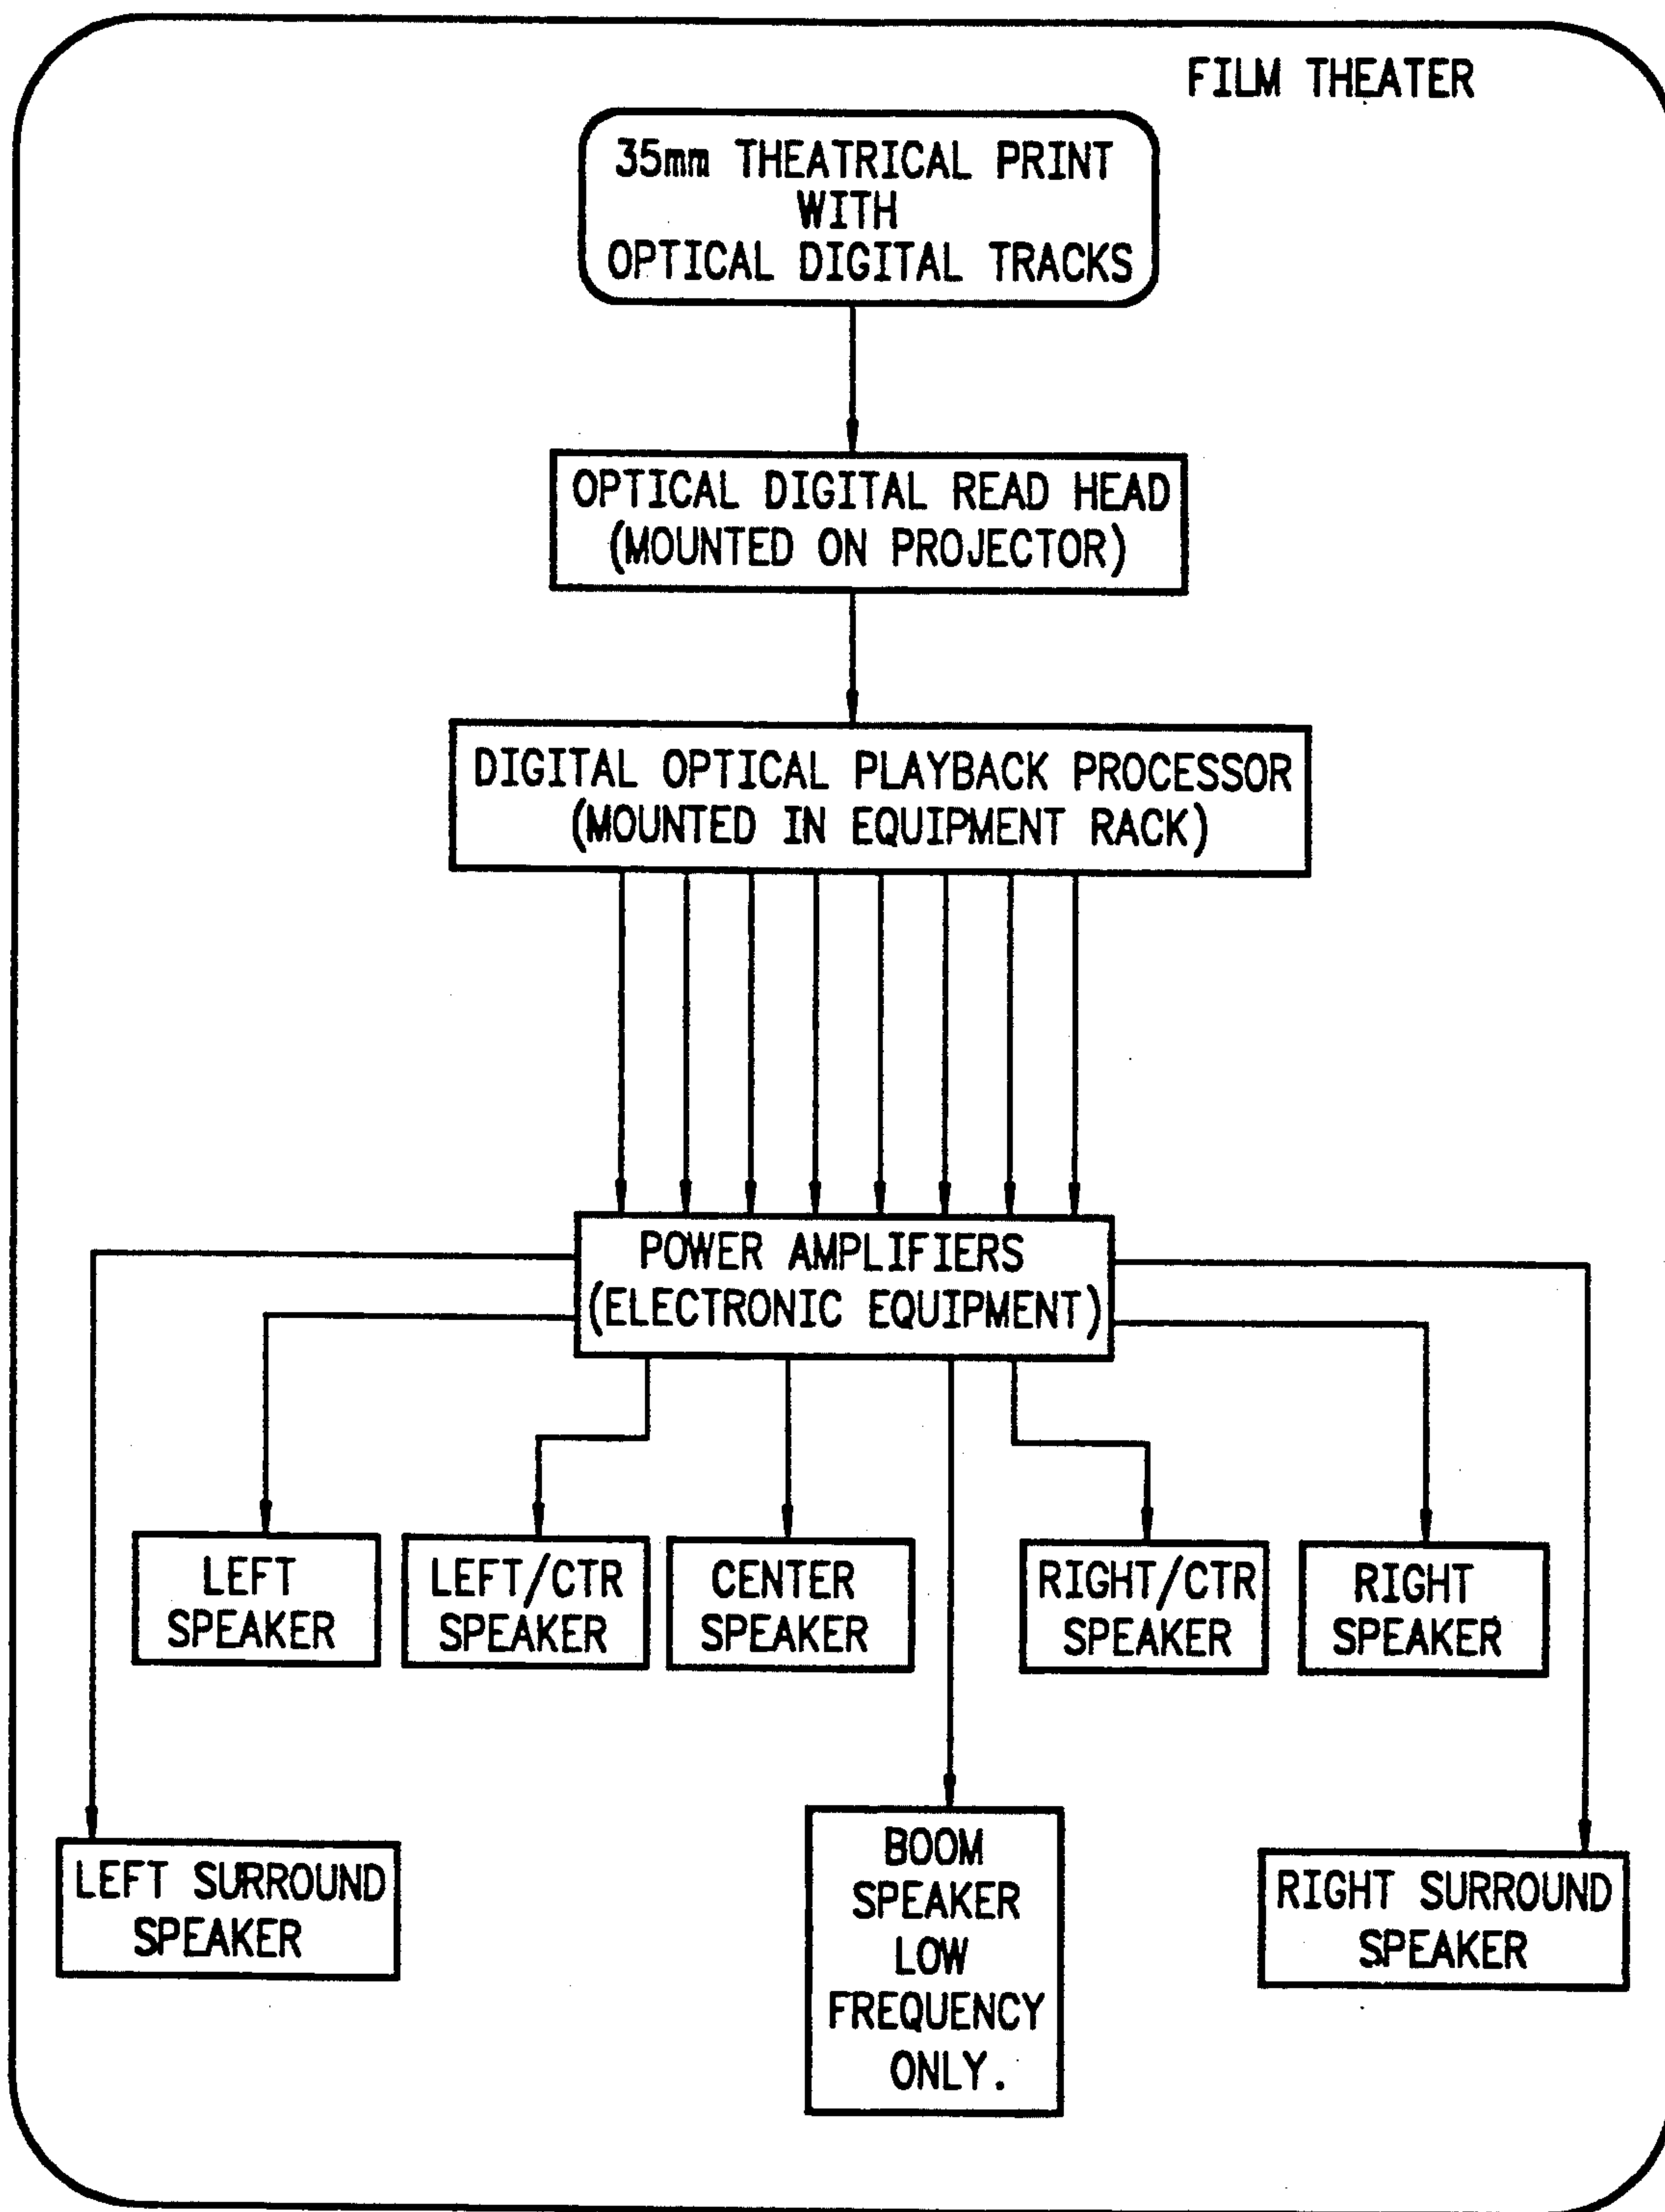 FILM THEATER
35mm THEATRICAL PRINT
WITH
OPTICAL DIGITAL TRACKS
OPTICAL DIGITAL READ HEAD
(MOUNTED ON PROJECTOR)
DIGITAL OPTICAL PLAYBACK PROCESSOR
(MOUNTED IN EQUIPMENT RACK)
POWER AMPLIFIERS
(ELECTRONIC EQUIPMENT)
LEFT
SPEAKER
LEFT/CTR
SPEAKER
CENTER
SPEAKER
RIGHT/CTR
SPEAKER
RIGHT
SPEAKER
LEFT SURROUND
SPEAKER
BOOM
SPEAKER
LOW
FREQUENCY
ONLY.
RIGHT SURROUND
SPEAKER